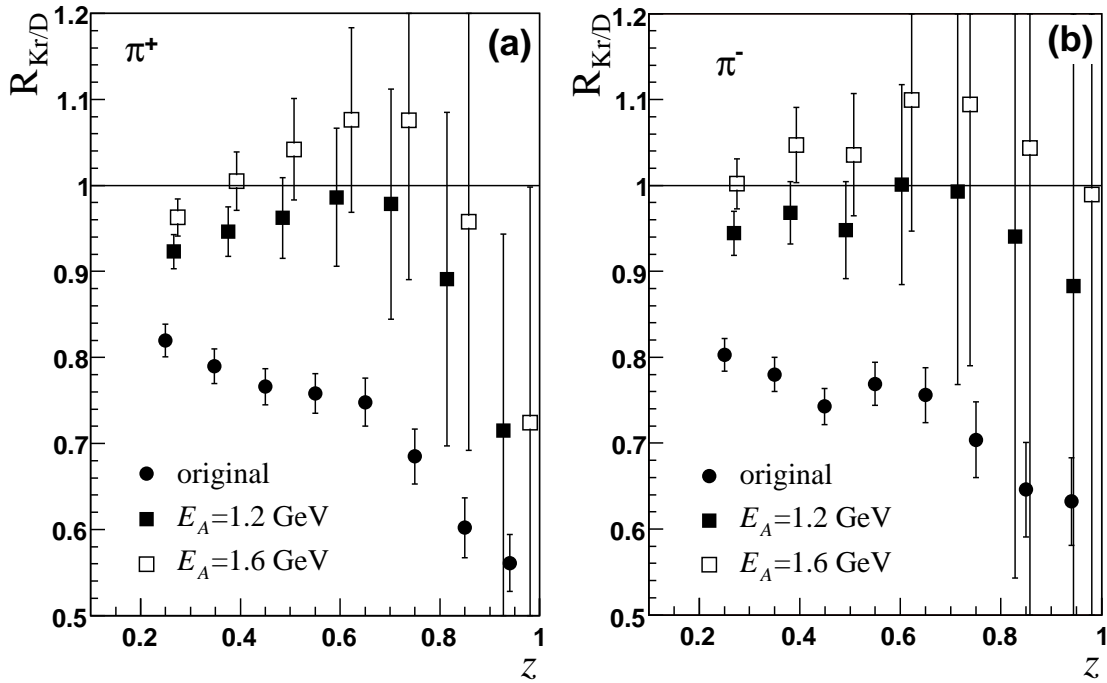 R_Kr/D
π⁺
(a)
1.2
1.1
1
0.9
0.8
0.7
0.6
0.5
original
E_A=1.2 GeV
E_A=1.6 GeV
0.2 0.4 0.6 0.8 1
z
R_Kr/D
π⁻
(b)
1.2
1.1
1
0.9
0.8
0.7
0.6
0.5
original
E_A=1.2 GeV
E_A=1.6 GeV
0.2 0.4 0.6 0.8 1
z